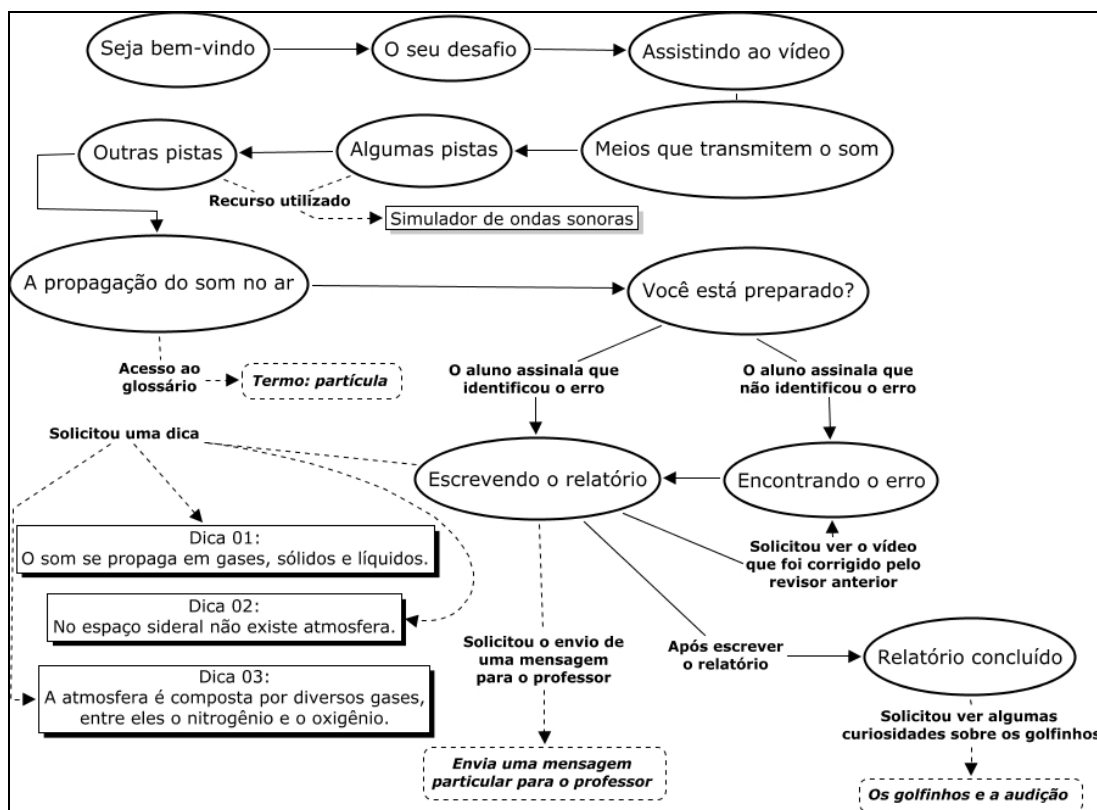 Seja bem-vindo
O seu desafio
Assistindo ao vídeo
Outras pistas
Algumas pistas
Meios que transmitem o som
Recurso utilizado
Simulador de ondas sonoras
A propagação do som no ar
Você está preparado?
Acesso ao
glossário
Termo: partícula
O aluno assinala que
identificou o erro
O aluno assinala que
não identificou o erro
Solicitou uma dica
Escrevendo o relatório
Encontrando o erro
Dica 01:
O som se propaga em gases, sólidos e líquidos.
Dica 02:
No espaço sideral não existe atmosfera.
Dica 03:
A atmosfera é composta por diversos gases,
entre eles o nitrogênio e o oxigênio.
Solicitou ver o vídeo
que foi corrigido pelo
revisor anterior
Solicitou o envio de
uma mensagem
para o professor
Após escrever
o relatório
Relatório concluído
Envia uma mensagem
particular para o professor
Solicitou ver algumas
curiosidades sobre os golfinhos
Os golfinhos e a audição